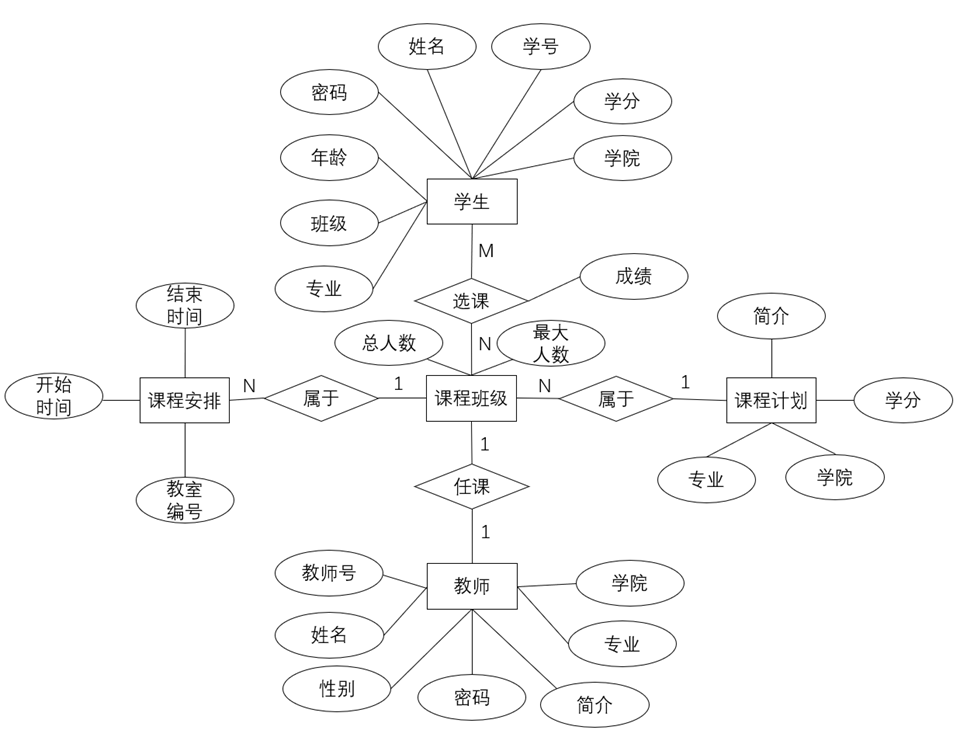 姓名
学号
密码
学分
年龄
学院
学生
班级
专业
M
选课
成绩
结束
时间
总人数
N
最大
人数
简介
开始
时间
课程安排
N
属于
1
课程班级
N
属于
1
课程计划
学分
1
专业
学院
教室
编号
任课
1
教师号
教师
学院
姓名
专业
性别
密码
简介